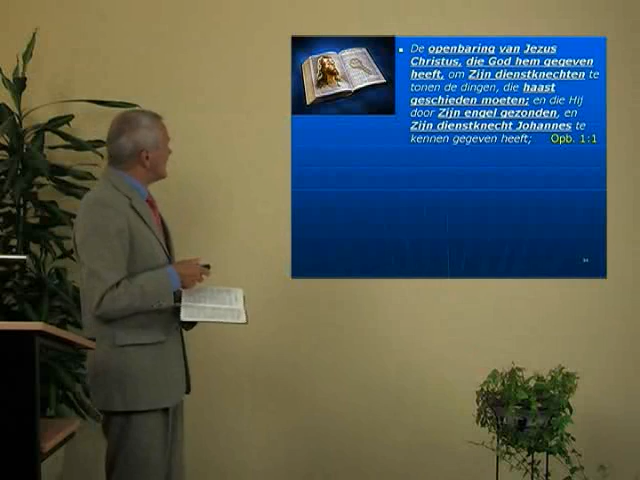 De openbaring van Jezus
Christus, die God hem gegeven
heeft, om Zijn dienstknechten te
tonen de dingen, die haast
geschieden moeten; en die Hij
door Zijn engel gezonden, en
Zijn dienstknecht Johannes te
kennen gegeven heeft; Opb. 1:1